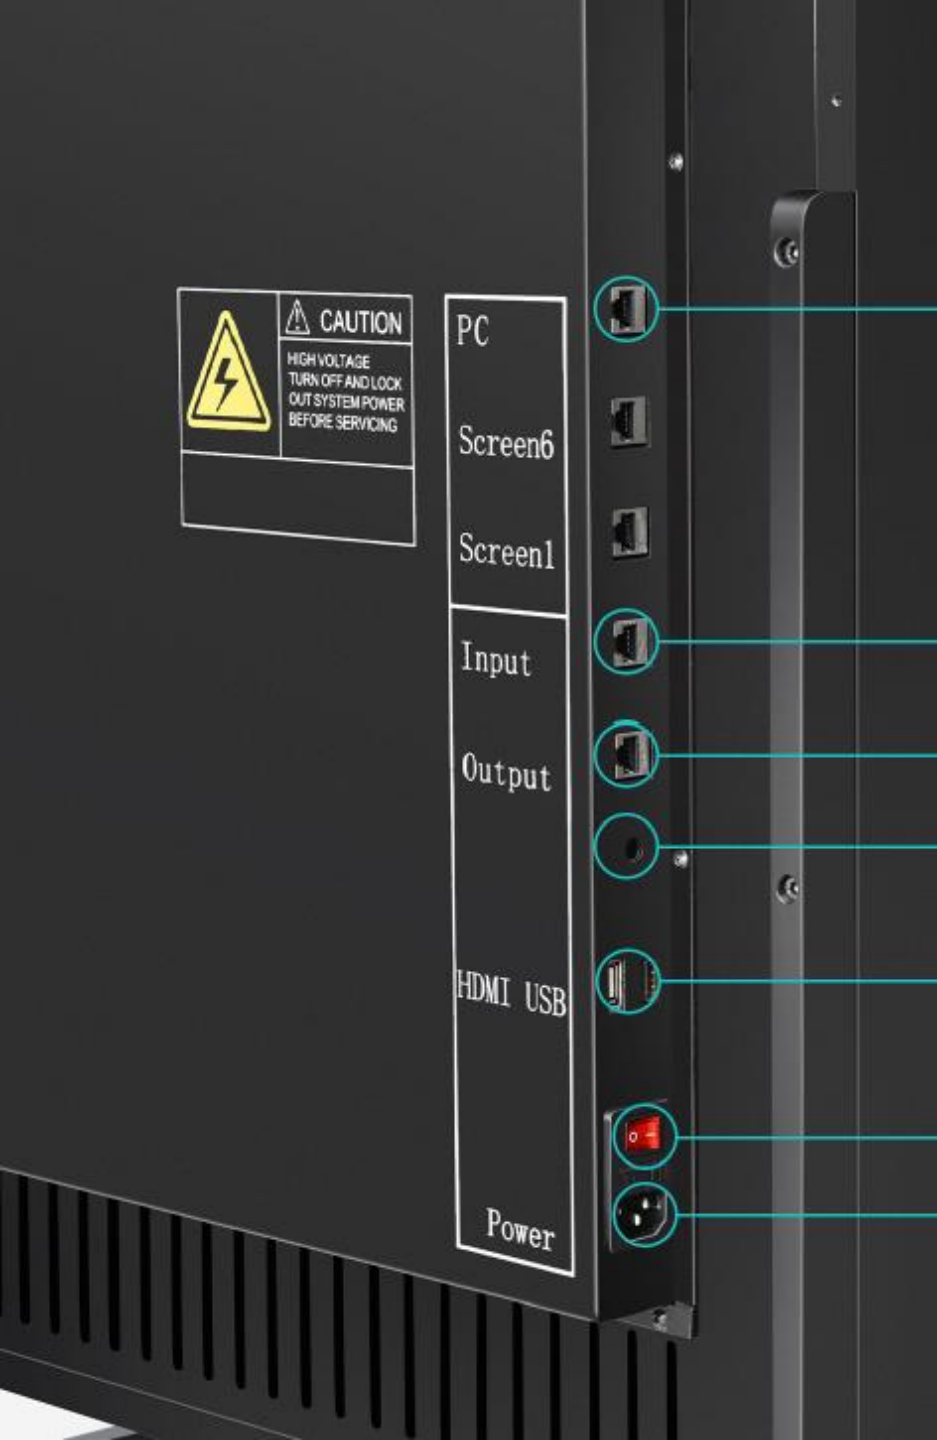 CAUTION
HIGH VOLTAGE
TURN OFF AND LOCK
OUT SYSTEM POWER
BEFORE SERVICING
PC
Screen6
Screen1
Input
Output
HDMI USB
Power